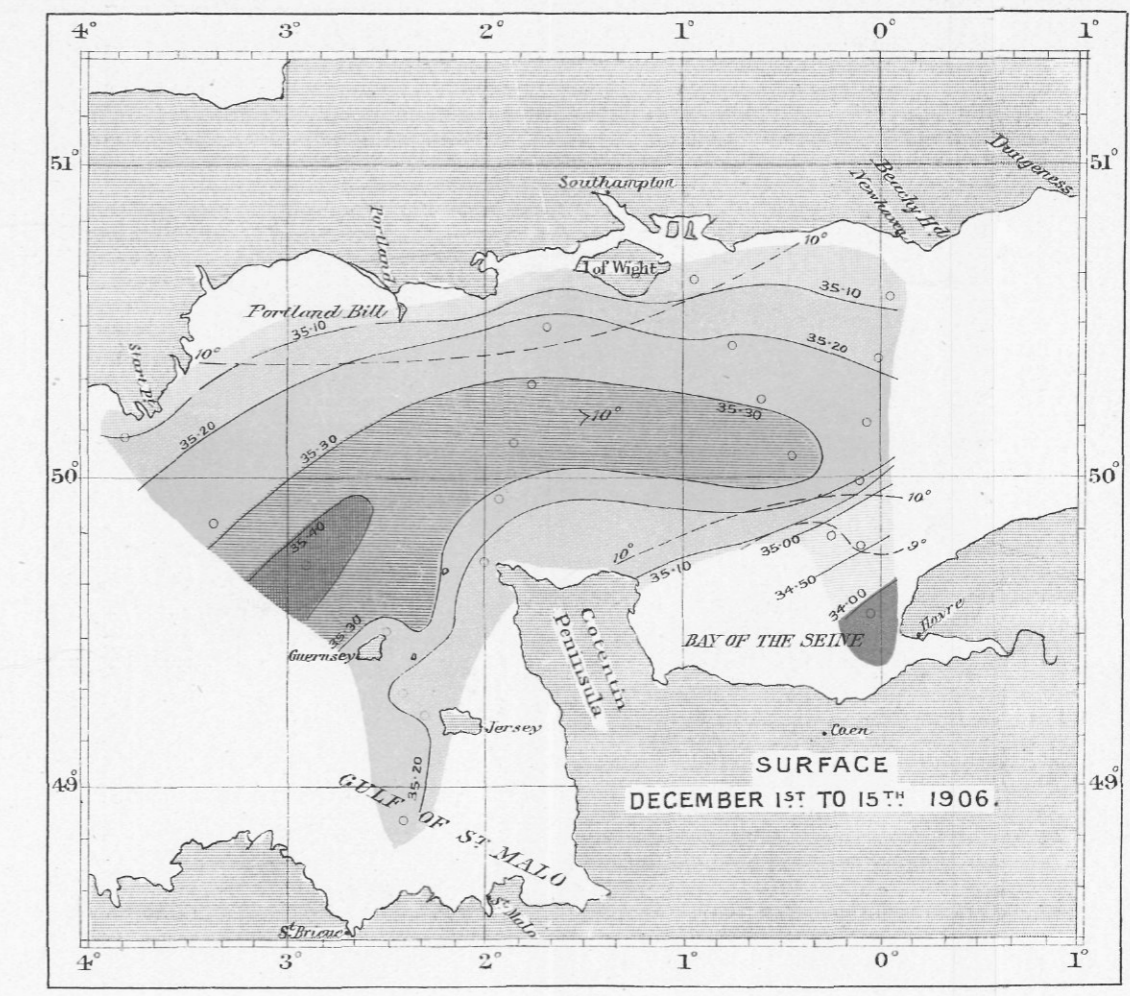 4° 3° 2° 1° 0° 1°
51° 51°
Dungeness
Beachy Hd.
Newhaven
Southampton
Portland
10°
I of Wight
35·10
Portland Bill
35·10
35·20
10°
Start Pt.
>10°
35·30
35·20
35·30
50° 50°
10°
35·40
10°
9°
35·00
35·10
34·50
34·00
Havre
35·30
Guernsey
Cotentin
Peninsula
BAY OF THE SEINE
Jersey
Caen
SURFACE
35·20
49° 49°
DECEMBER 1ST TO 15TH 1906.
GULF OF ST MALO
St Malo
St Brieuc
4° 3° 2° 1° 0° 1°